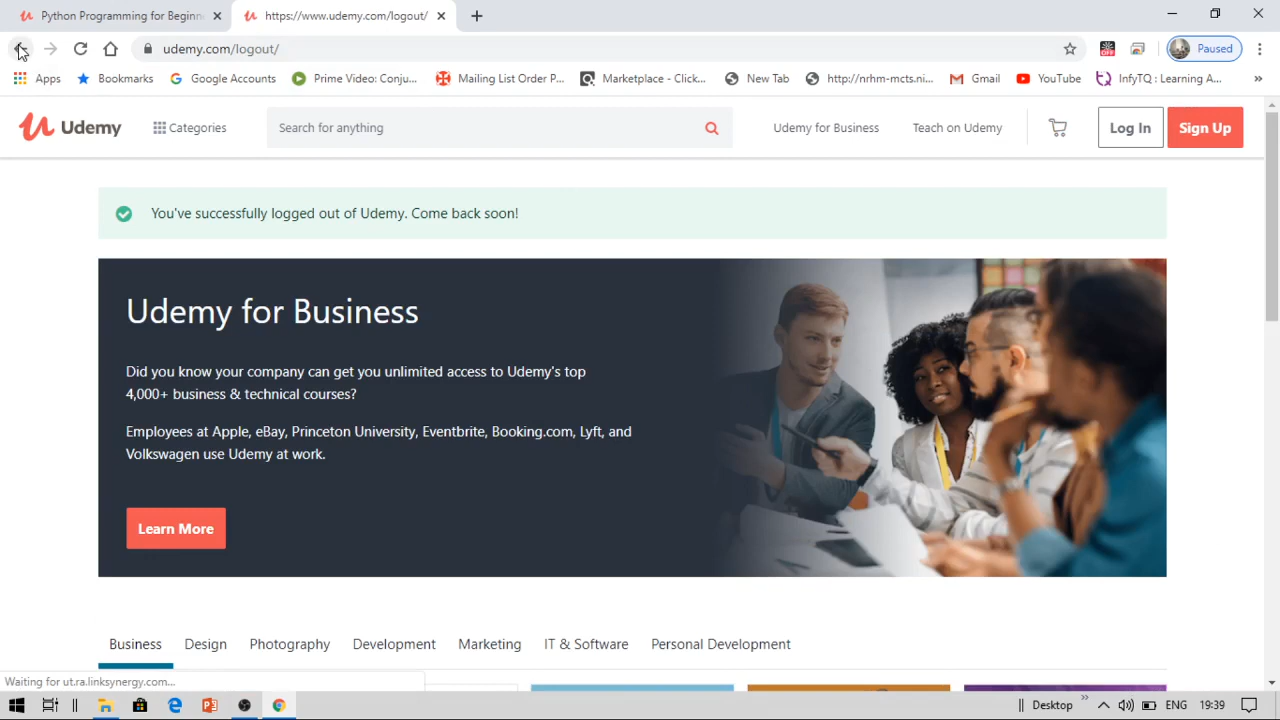 Python Programming for Beginne
https://www.udemy.com/logout/
udemy.com/logout/
Paused
Apps
Bookmarks
Google Accounts
Prime Video: Conju...
Mailing List Order P...
Marketplace - Click...
New Tab
http://nrhm-mcts.ni...
Gmail
YouTube
InfyTQ : Learning A...
OFF
Udemy
Categories
Search for anything
Udemy for Business
Teach on Udemy
Log In
Sign Up
You've successfully logged out of Udemy. Come back soon!
Udemy for Business
Did you know your company can get you unlimited access to Udemy's top
4,000+ business & technical courses?
Employees at Apple, eBay, Princeton University, Eventbrite, Booking.com, Lyft, and
Volkswagen use Udemy at work.
Learn More
Business
Design
Photography
Development
Marketing
IT & Software
Personal Development
Waiting for ut.ra.linksynergy.com...
Desktop
ENG
19:39